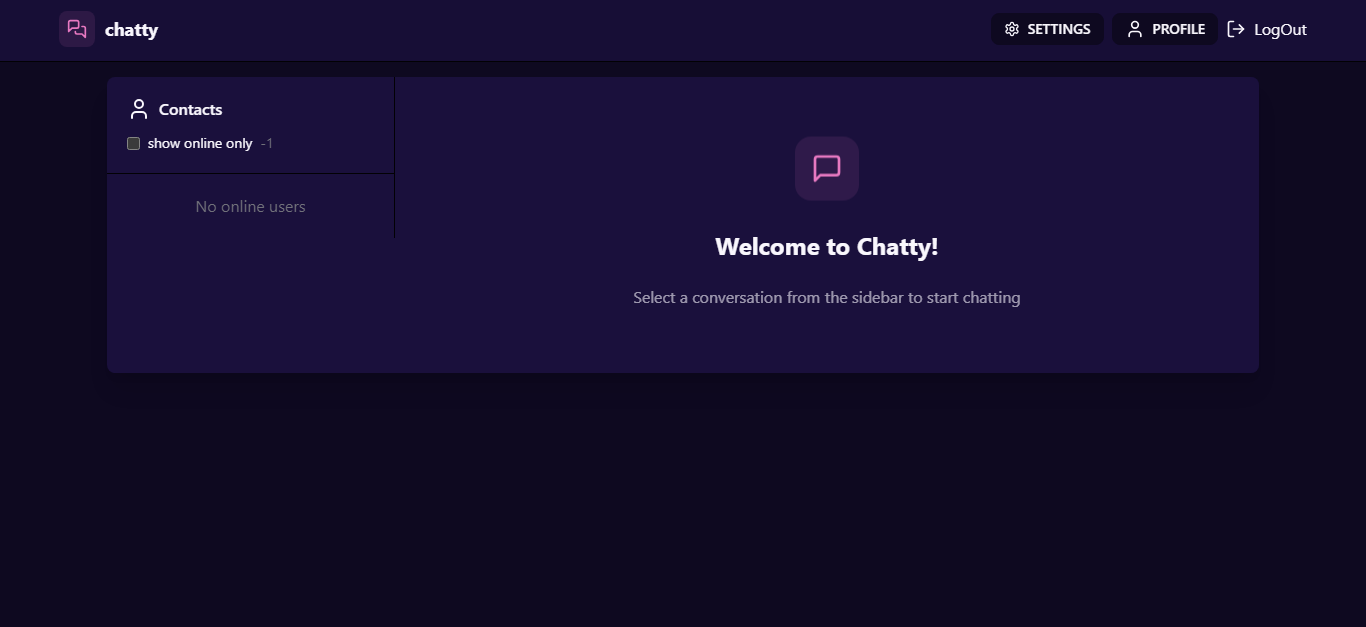 chatty
SETTINGS
PROFILE
LogOut
Contacts
show online only -1
No online users
Welcome to Chatty!
Select a conversation from the sidebar to start chatting